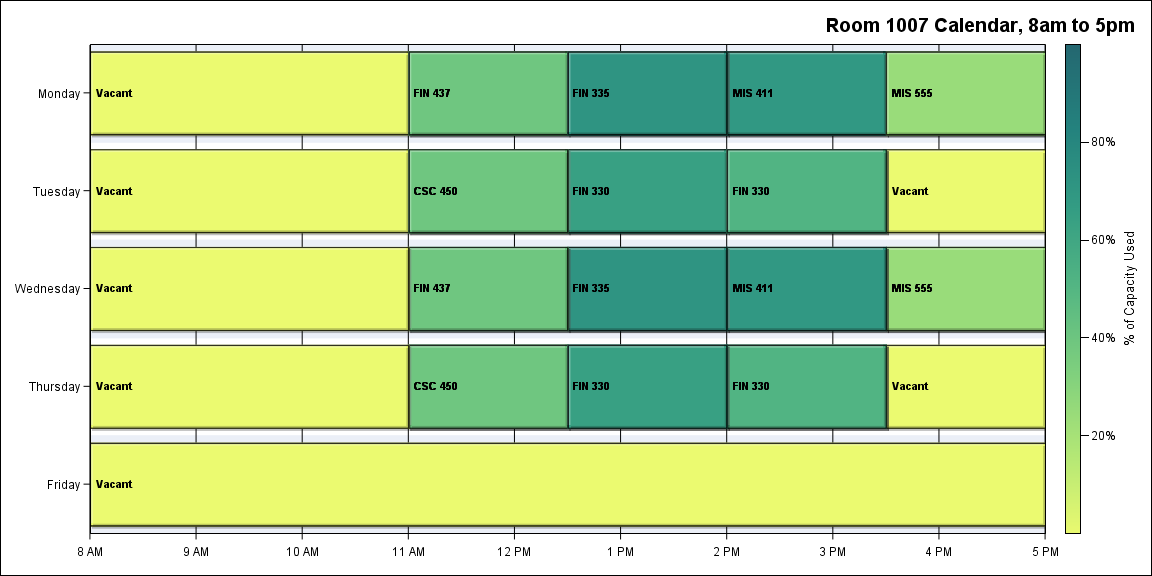 Room 1007 Calendar, 8am to 5pm
Monday
Vacant
FIN 437
FIN 335
MIS 411
MIS 555
Tuesday
Vacant
CSC 450
FIN 330
FIN 330
Vacant
Wednesday
Vacant
FIN 437
FIN 335
MIS 411
MIS 555
Thursday
Vacant
CSC 450
FIN 330
FIN 330
Vacant
Friday
Vacant
8 AM
9 AM
10 AM
11 AM
12 PM
1 PM
2 PM
3 PM
4 PM
5 PM
80%
60%
40%
20%
% of Capacity Used